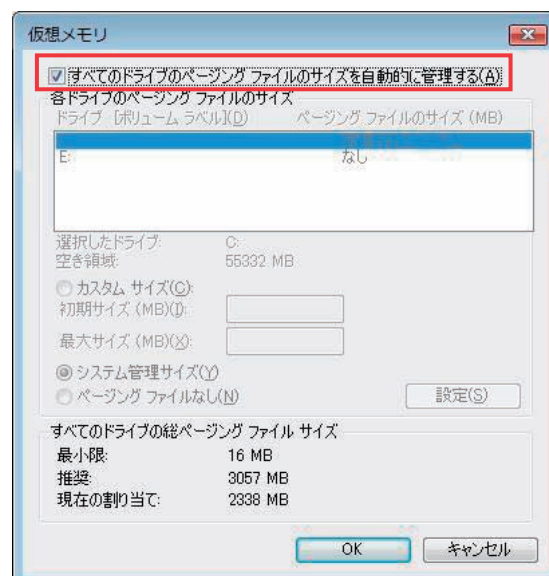 仮想メモリ
すべてのドライブのページング ファイルのサイズを自動的に管理する(A)
各ドライブのページング ファイルのサイズ
ドライブ [ボリューム ラベル](D) ページング ファイルのサイズ (MB)
E: なし
選択したドライブ: C:
空き領域: 55332 MB
カスタム サイズ(C):
初期サイズ (MB)(I):
最大サイズ (MB)(X):
システム管理サイズ(Y)
ページング ファイルなし(N) 設定(S)
すべてのドライブの総ページング ファイル サイズ
最小限: 16 MB
推奨: 3057 MB
現在の割り当て: 2338 MB
OK キャンセル